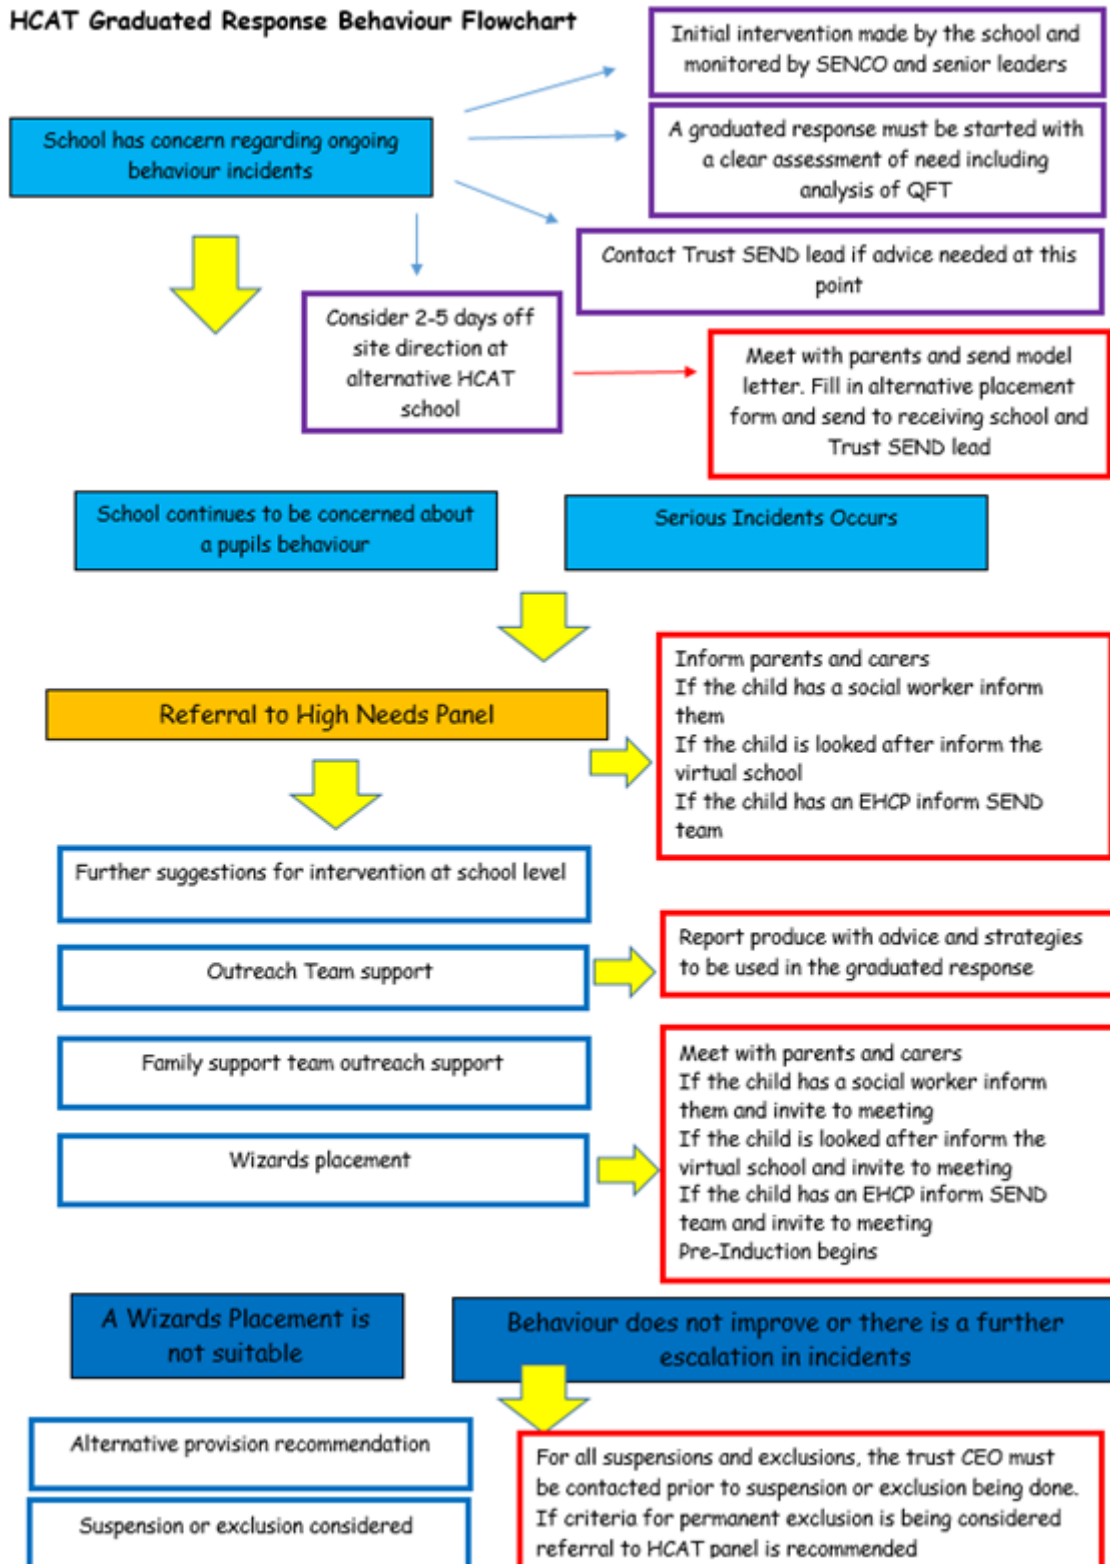 HCAT Graduated Response Behaviour Flowchart
Initial intervention made by the school and
monitored by SENCO and senior leaders
School has concern regarding ongoing
behaviour incidents
A graduated response must be started with
a clear assessment of need including
analysis of QFT
Contact Trust SEND lead if advice needed at this
point
Consider 2-5 days off
site direction at
alternative HCAT
school
Meet with parents and send model
letter. Fill in alternative placement
form and send to receiving school and
Trust SEND lead
School continues to be concerned about
a pupils behaviour
Serious Incidents Occurs
Referral to High Needs Panel
Inform parents and carers
If the child has a social worker inform
them
If the child is looked after inform the
virtual school
If the child has an EHCP inform SEND
team
Further suggestions for intervention at school level
Outreach Team support
Report produce with advice and strategies
to be used in the graduated response
Family support team outreach support
Wizards placement
Meet with parents and carers
If the child has a social worker inform
them and invite to meeting
If the child is looked after inform the
virtual school and invite to meeting
If the child has an EHCP inform SEND
team and invite to meeting
Pre-Induction begins
A Wizards Placement is
not suitable
Behaviour does not improve or there is a further
escalation in incidents
Alternative provision recommendation
Suspension or exclusion considered
For all suspensions and exclusions, the trust CEO must
be contacted prior to suspension or exclusion being done.
If criteria for permanent exclusion is being considered
referral to HCAT panel is recommended